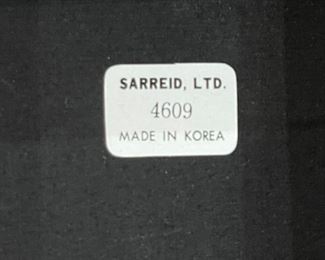 SARREID, LTD.
4609
MADE IN KOREA